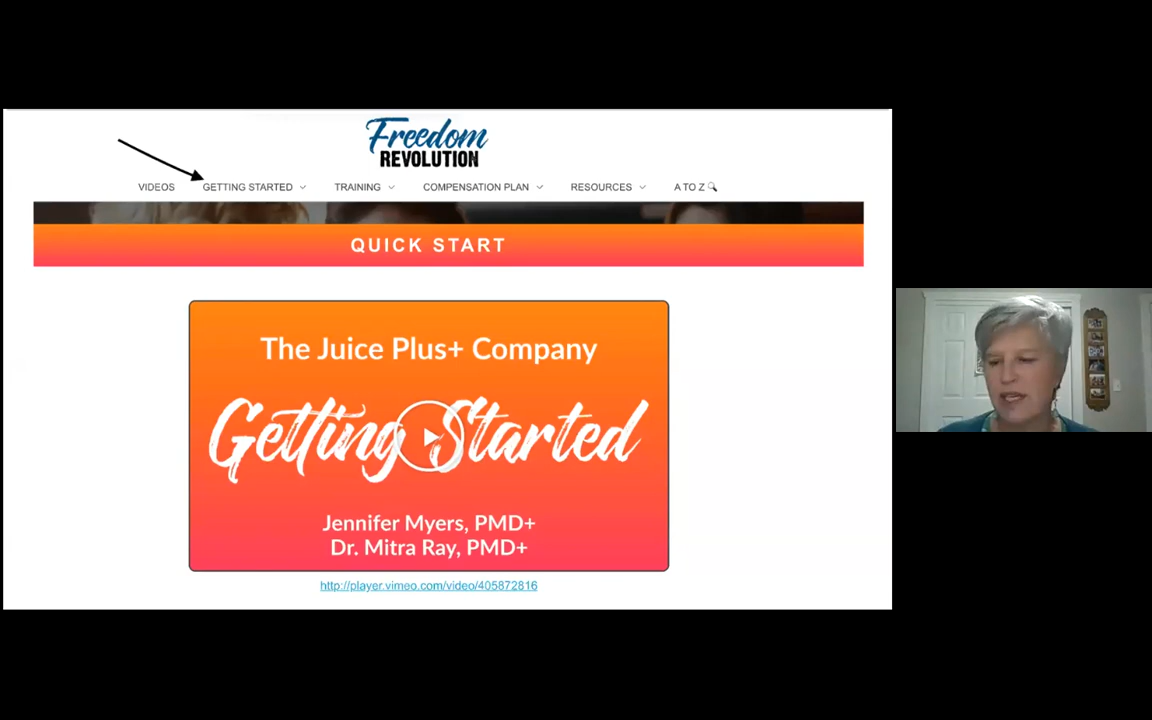 Freedom
REVOLUTION
VIDEOS GETTING STARTED TRAINING COMPENSATION PLAN RESOURCES A TO Z
QUICK START
The Juice Plus+ Company
Getting Started
Jennifer Myers, PMD+
Dr. Mitra Ray, PMD+
http://player.vimeo.com/video/405872816